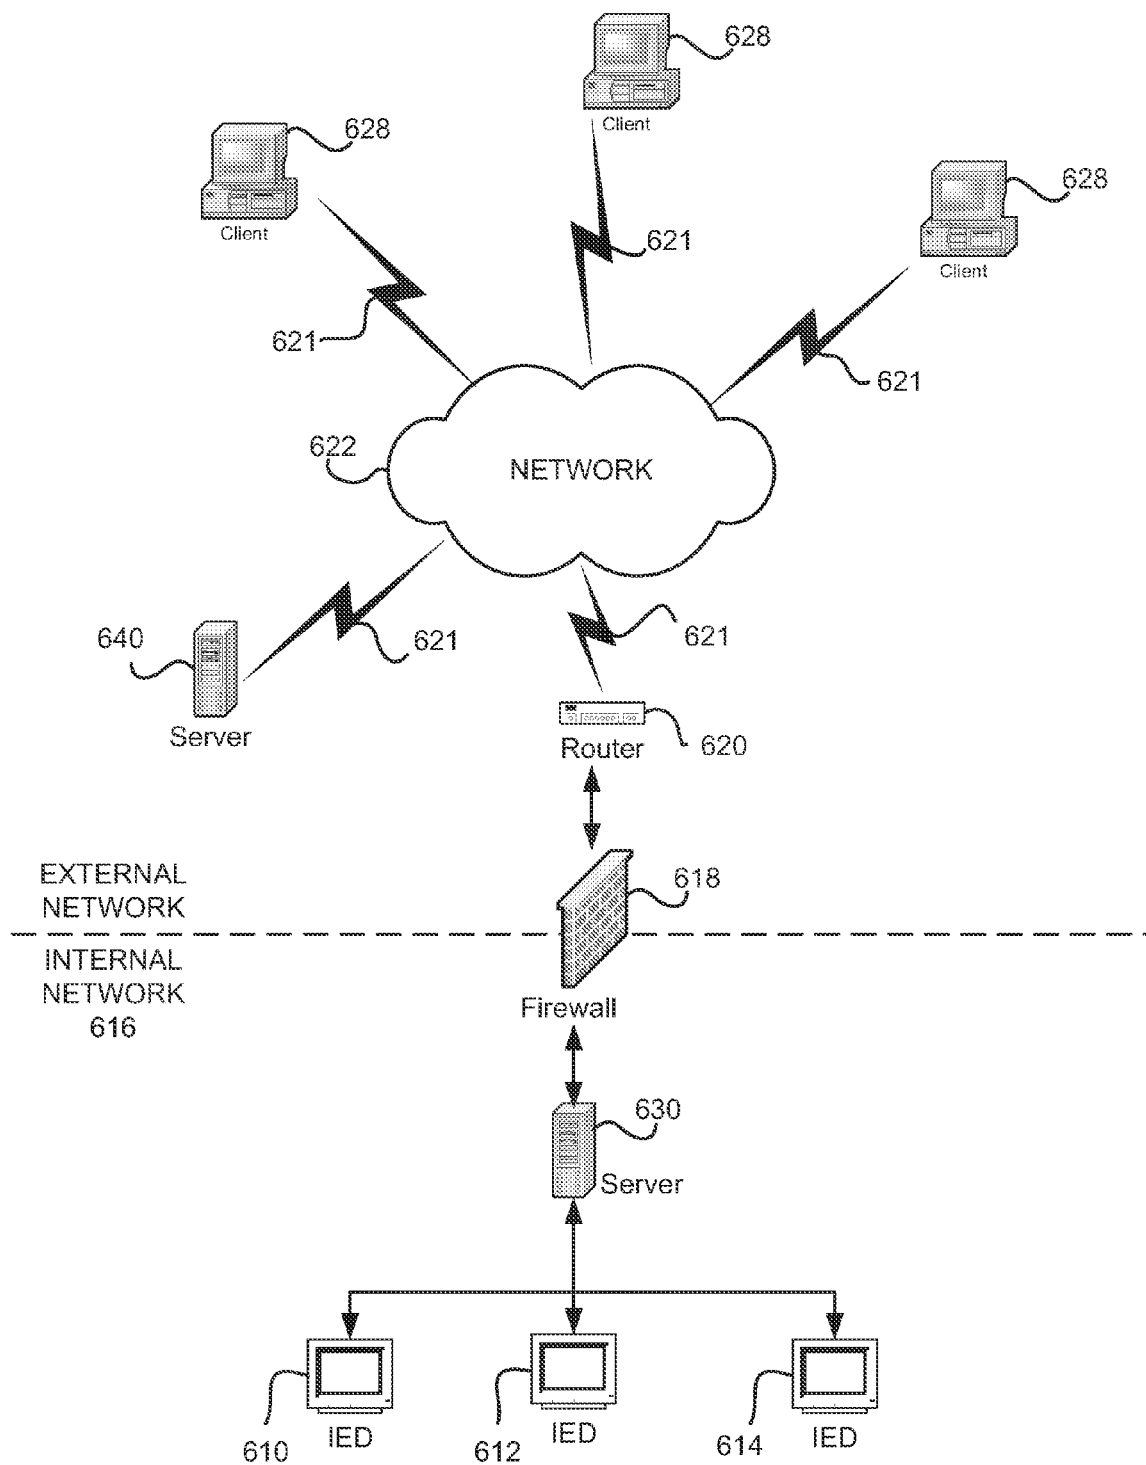 628
Client
628
Client
628
Client
621
621
621
622
NETWORK
640
621
621
Server
620
Router
EXTERNAL
NETWORK
618
INTERNAL
NETWORK
616
Firewall
630
Server
610
IED
612
IED
614
IED